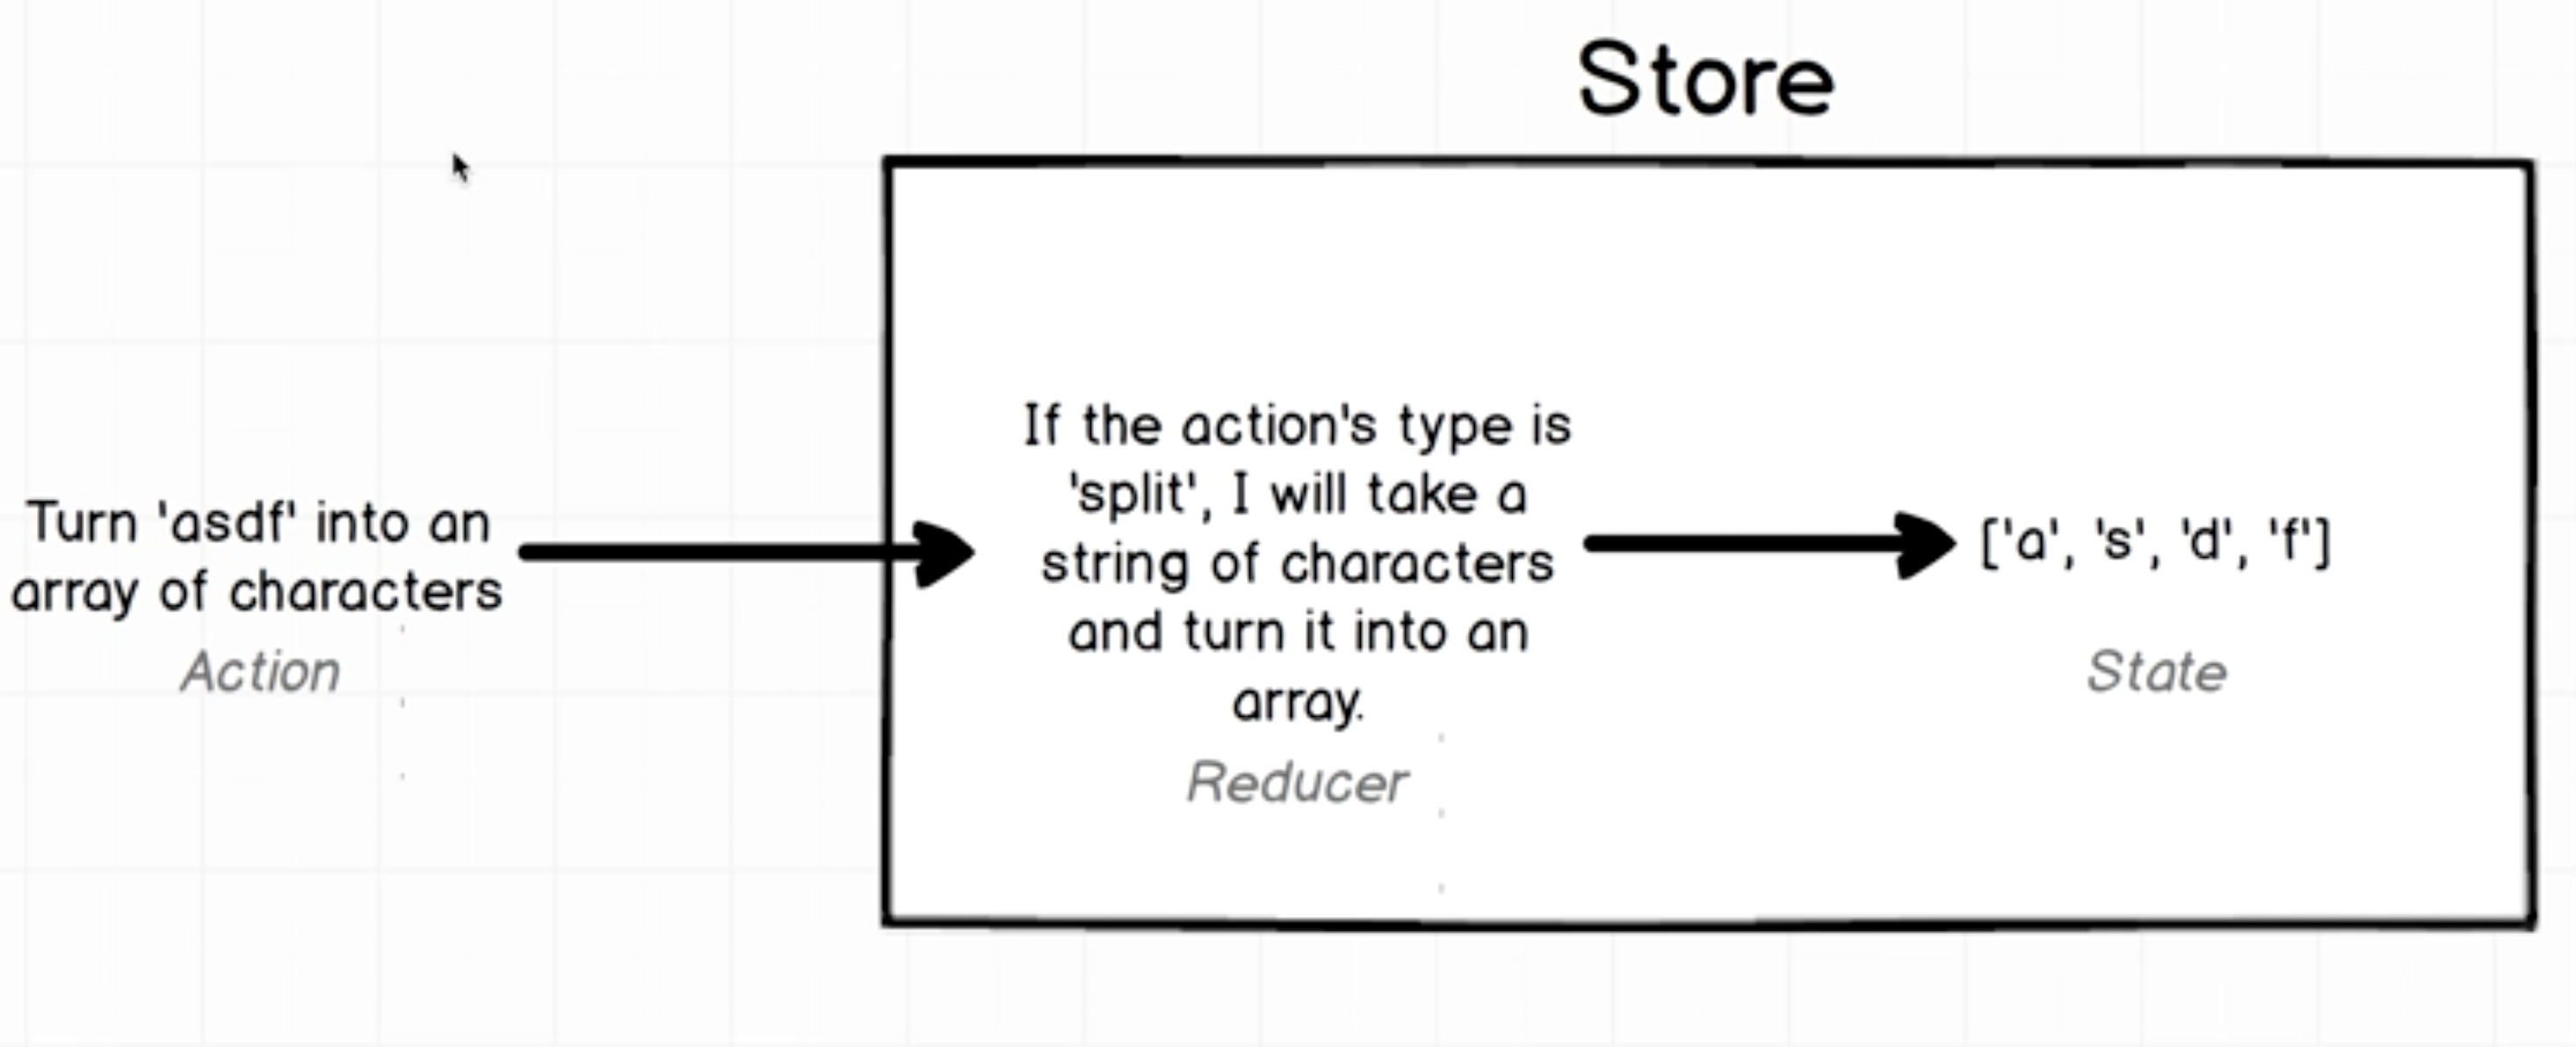 Store
Turn 'asdf' into an
array of characters
Action
If the action's type is
'split', I will take a
string of characters
and turn it into an
array.
Reducer
['a', 's', 'd', 'f']
State